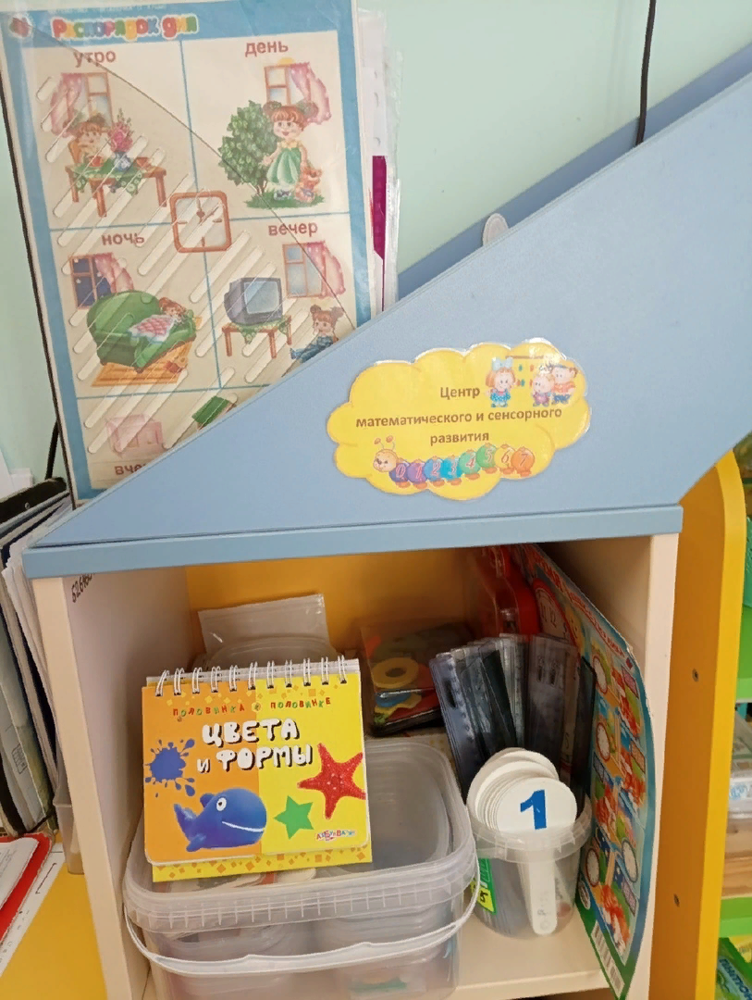 Распорядок дня
утро
день
ночь
вечер
Центр
математического и сенсорного
развития
ПОЛОВИНКА К ПОЛОВИНКЕ
ЦВЕТА
И ФОРМЫ
1